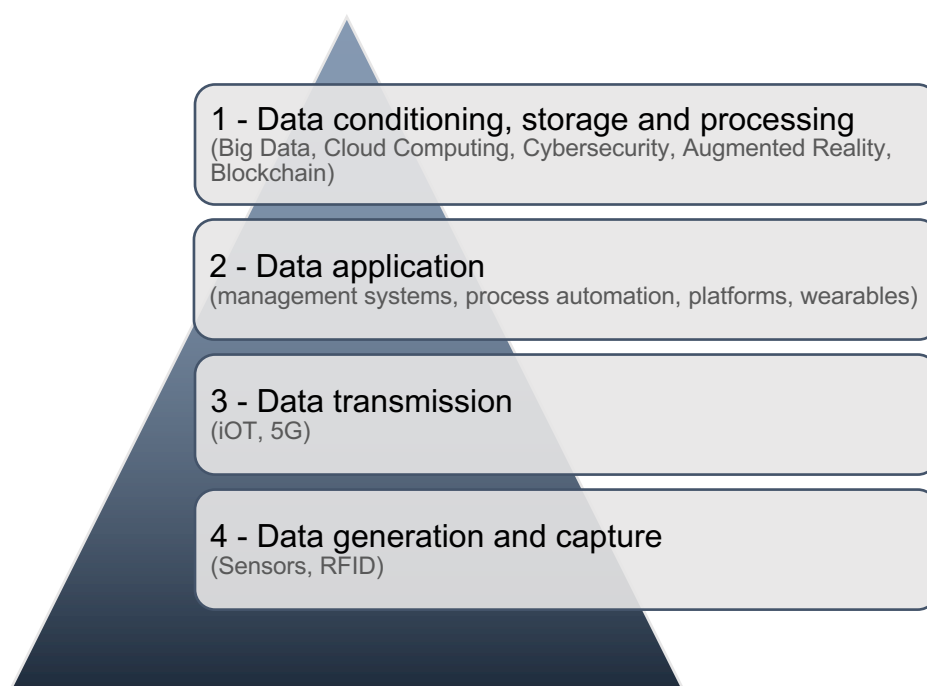 1 - Data conditioning, storage and processing
(Big Data, Cloud Computing, Cybersecurity, Augmented Reality,
Blockchain)
2 - Data application
(management systems, process automation, platforms, wearables)
3 - Data transmission
(iOT, 5G)
4 - Data generation and capture
(Sensors, RFID)